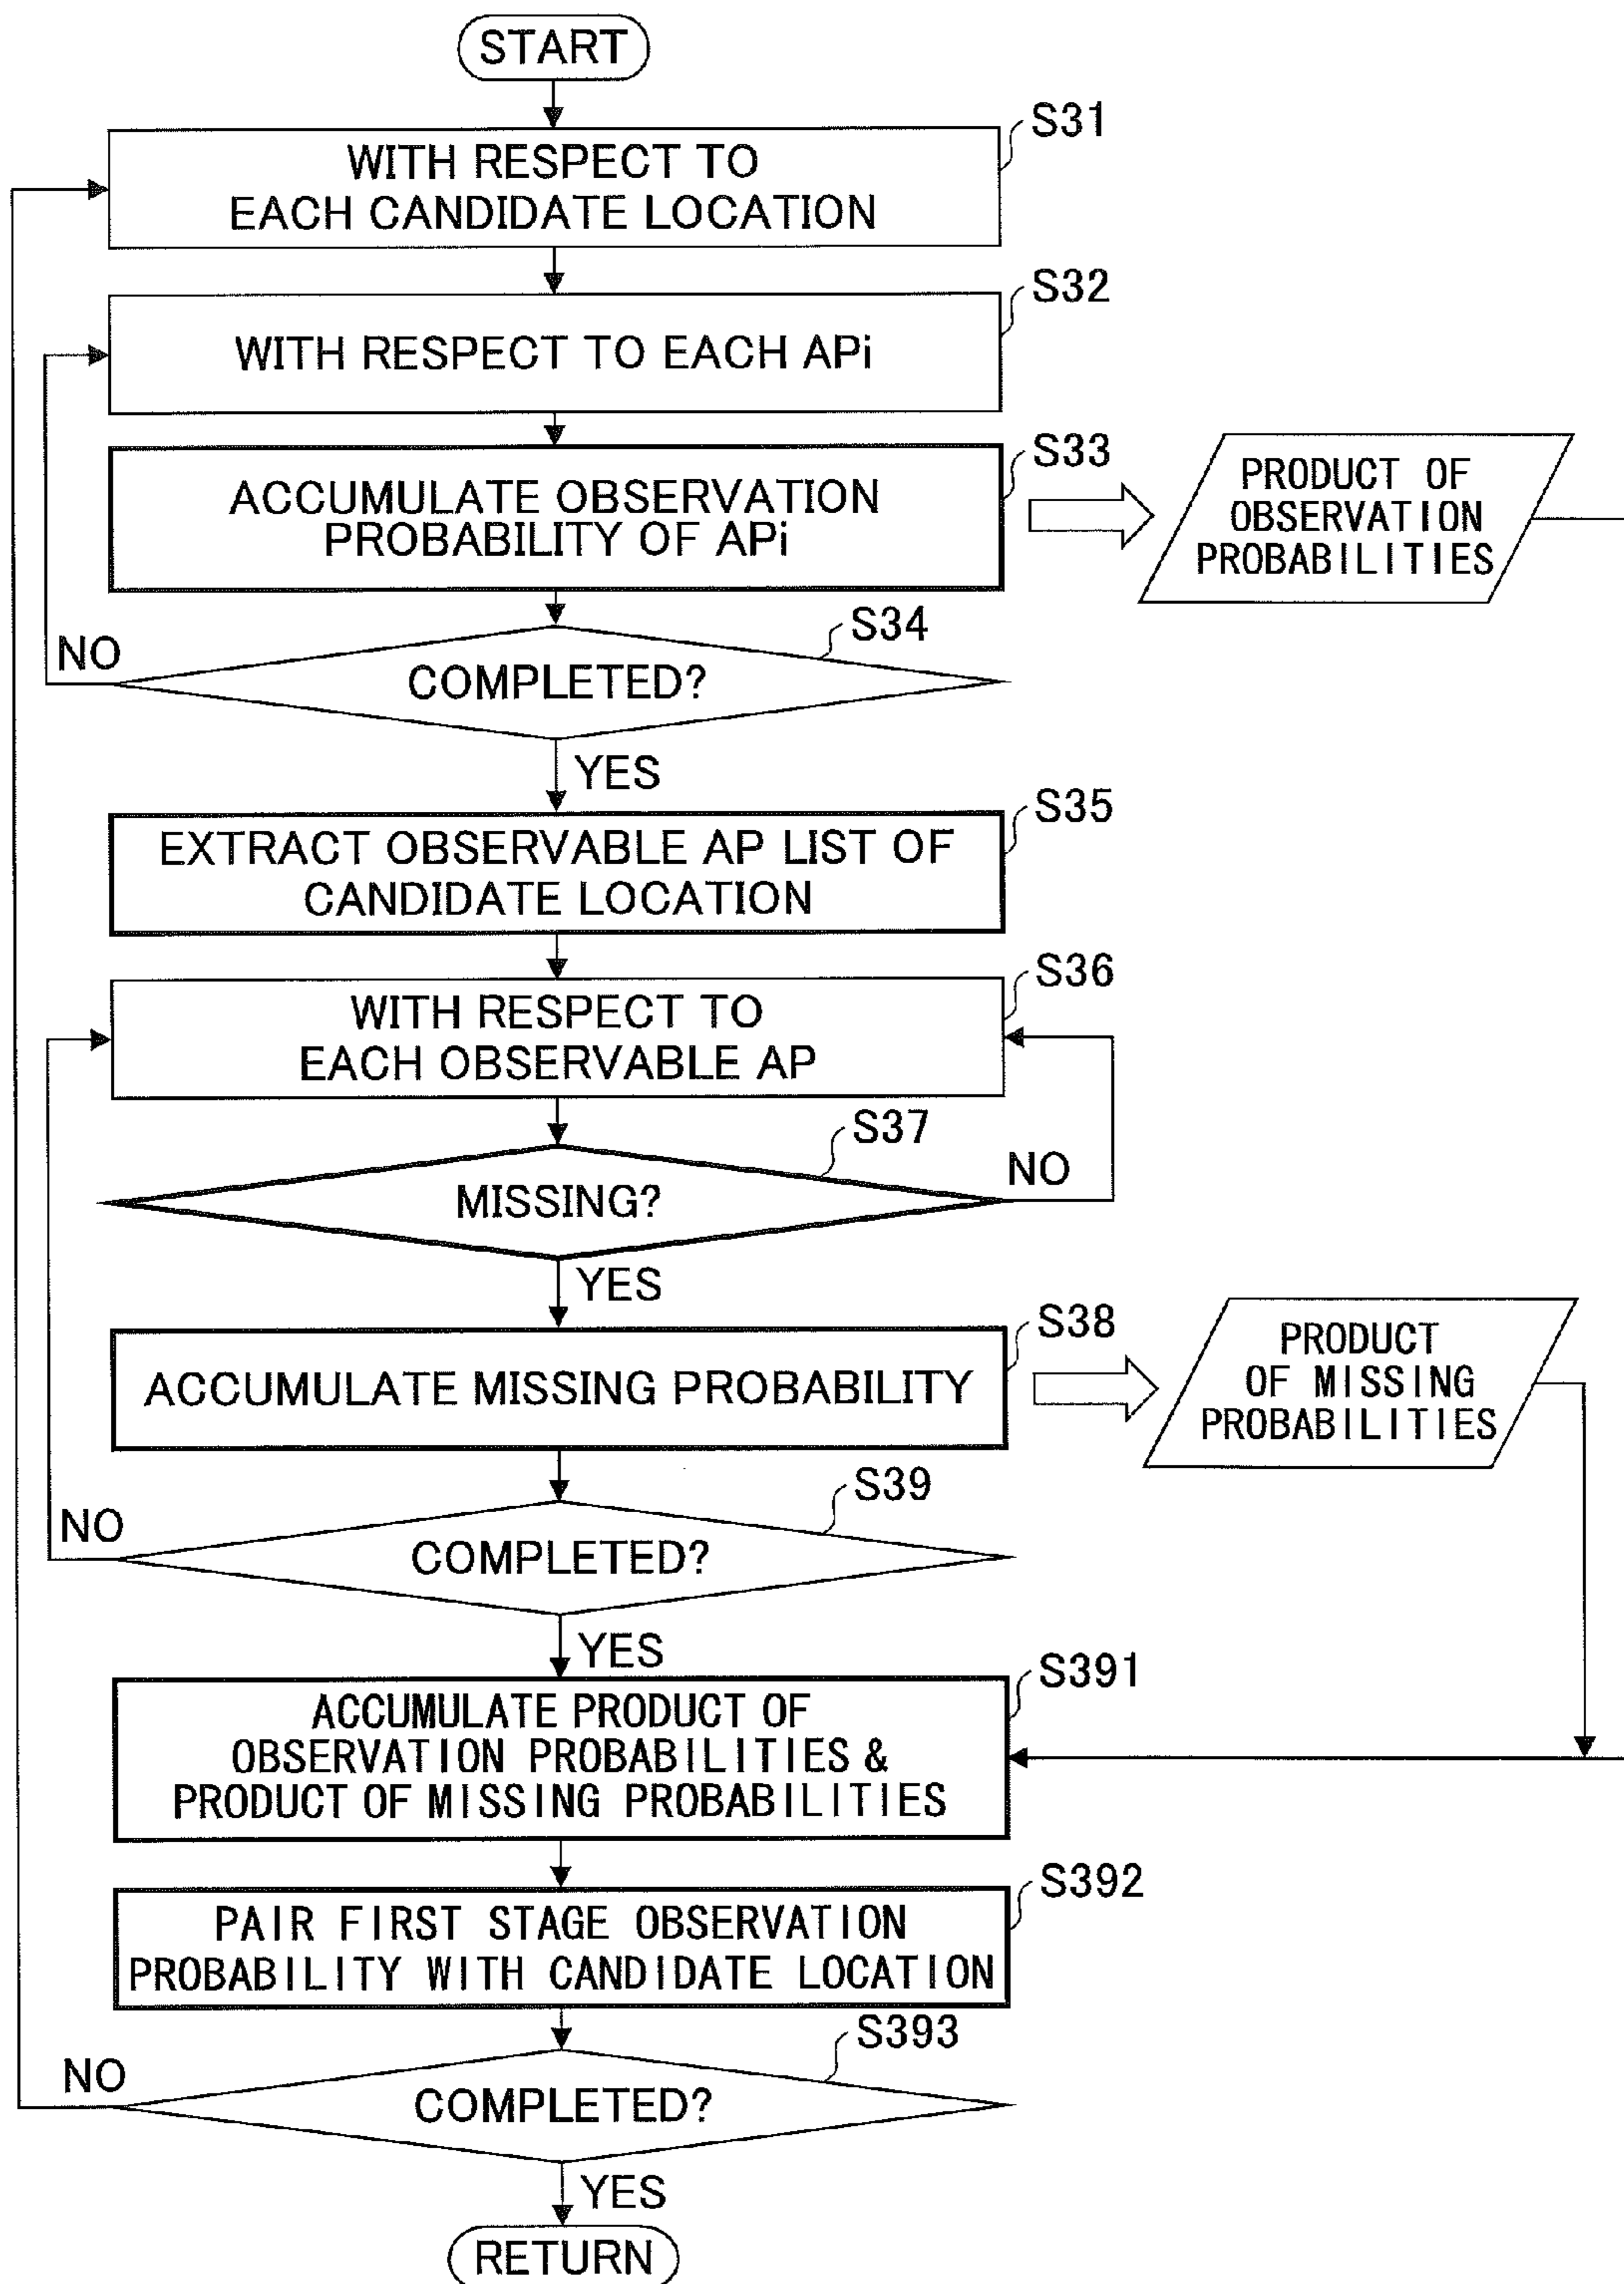 START
S31
WITH RESPECT TO
EACH CANDIDATE LOCATION
S32
WITH RESPECT TO EACH APi
S33
ACCUMULATE OBSERVATION
PROBABILITY OF APi
PRODUCT OF
OBSERVATION
PROBABILITIES
S34
NO
COMPLETED?
YES
S35
EXTRACT OBSERVABLE AP LIST OF
CANDIDATE LOCATION
S36
WITH RESPECT TO
EACH OBSERVABLE AP
S37
NO
MISSING?
YES
S38
ACCUMULATE MISSING PROBABILITY
PRODUCT
OF MISSING
PROBABILITIES
S39
NO
COMPLETED?
YES
S391
ACCUMULATE PRODUCT OF
OBSERVATION PROBABILITIES &
PRODUCT OF MISSING PROBABILITIES
S392
PAIR FIRST STAGE OBSERVATION
PROBABILITY WITH CANDIDATE LOCATION
S393
NO
COMPLETED?
YES
RETURN